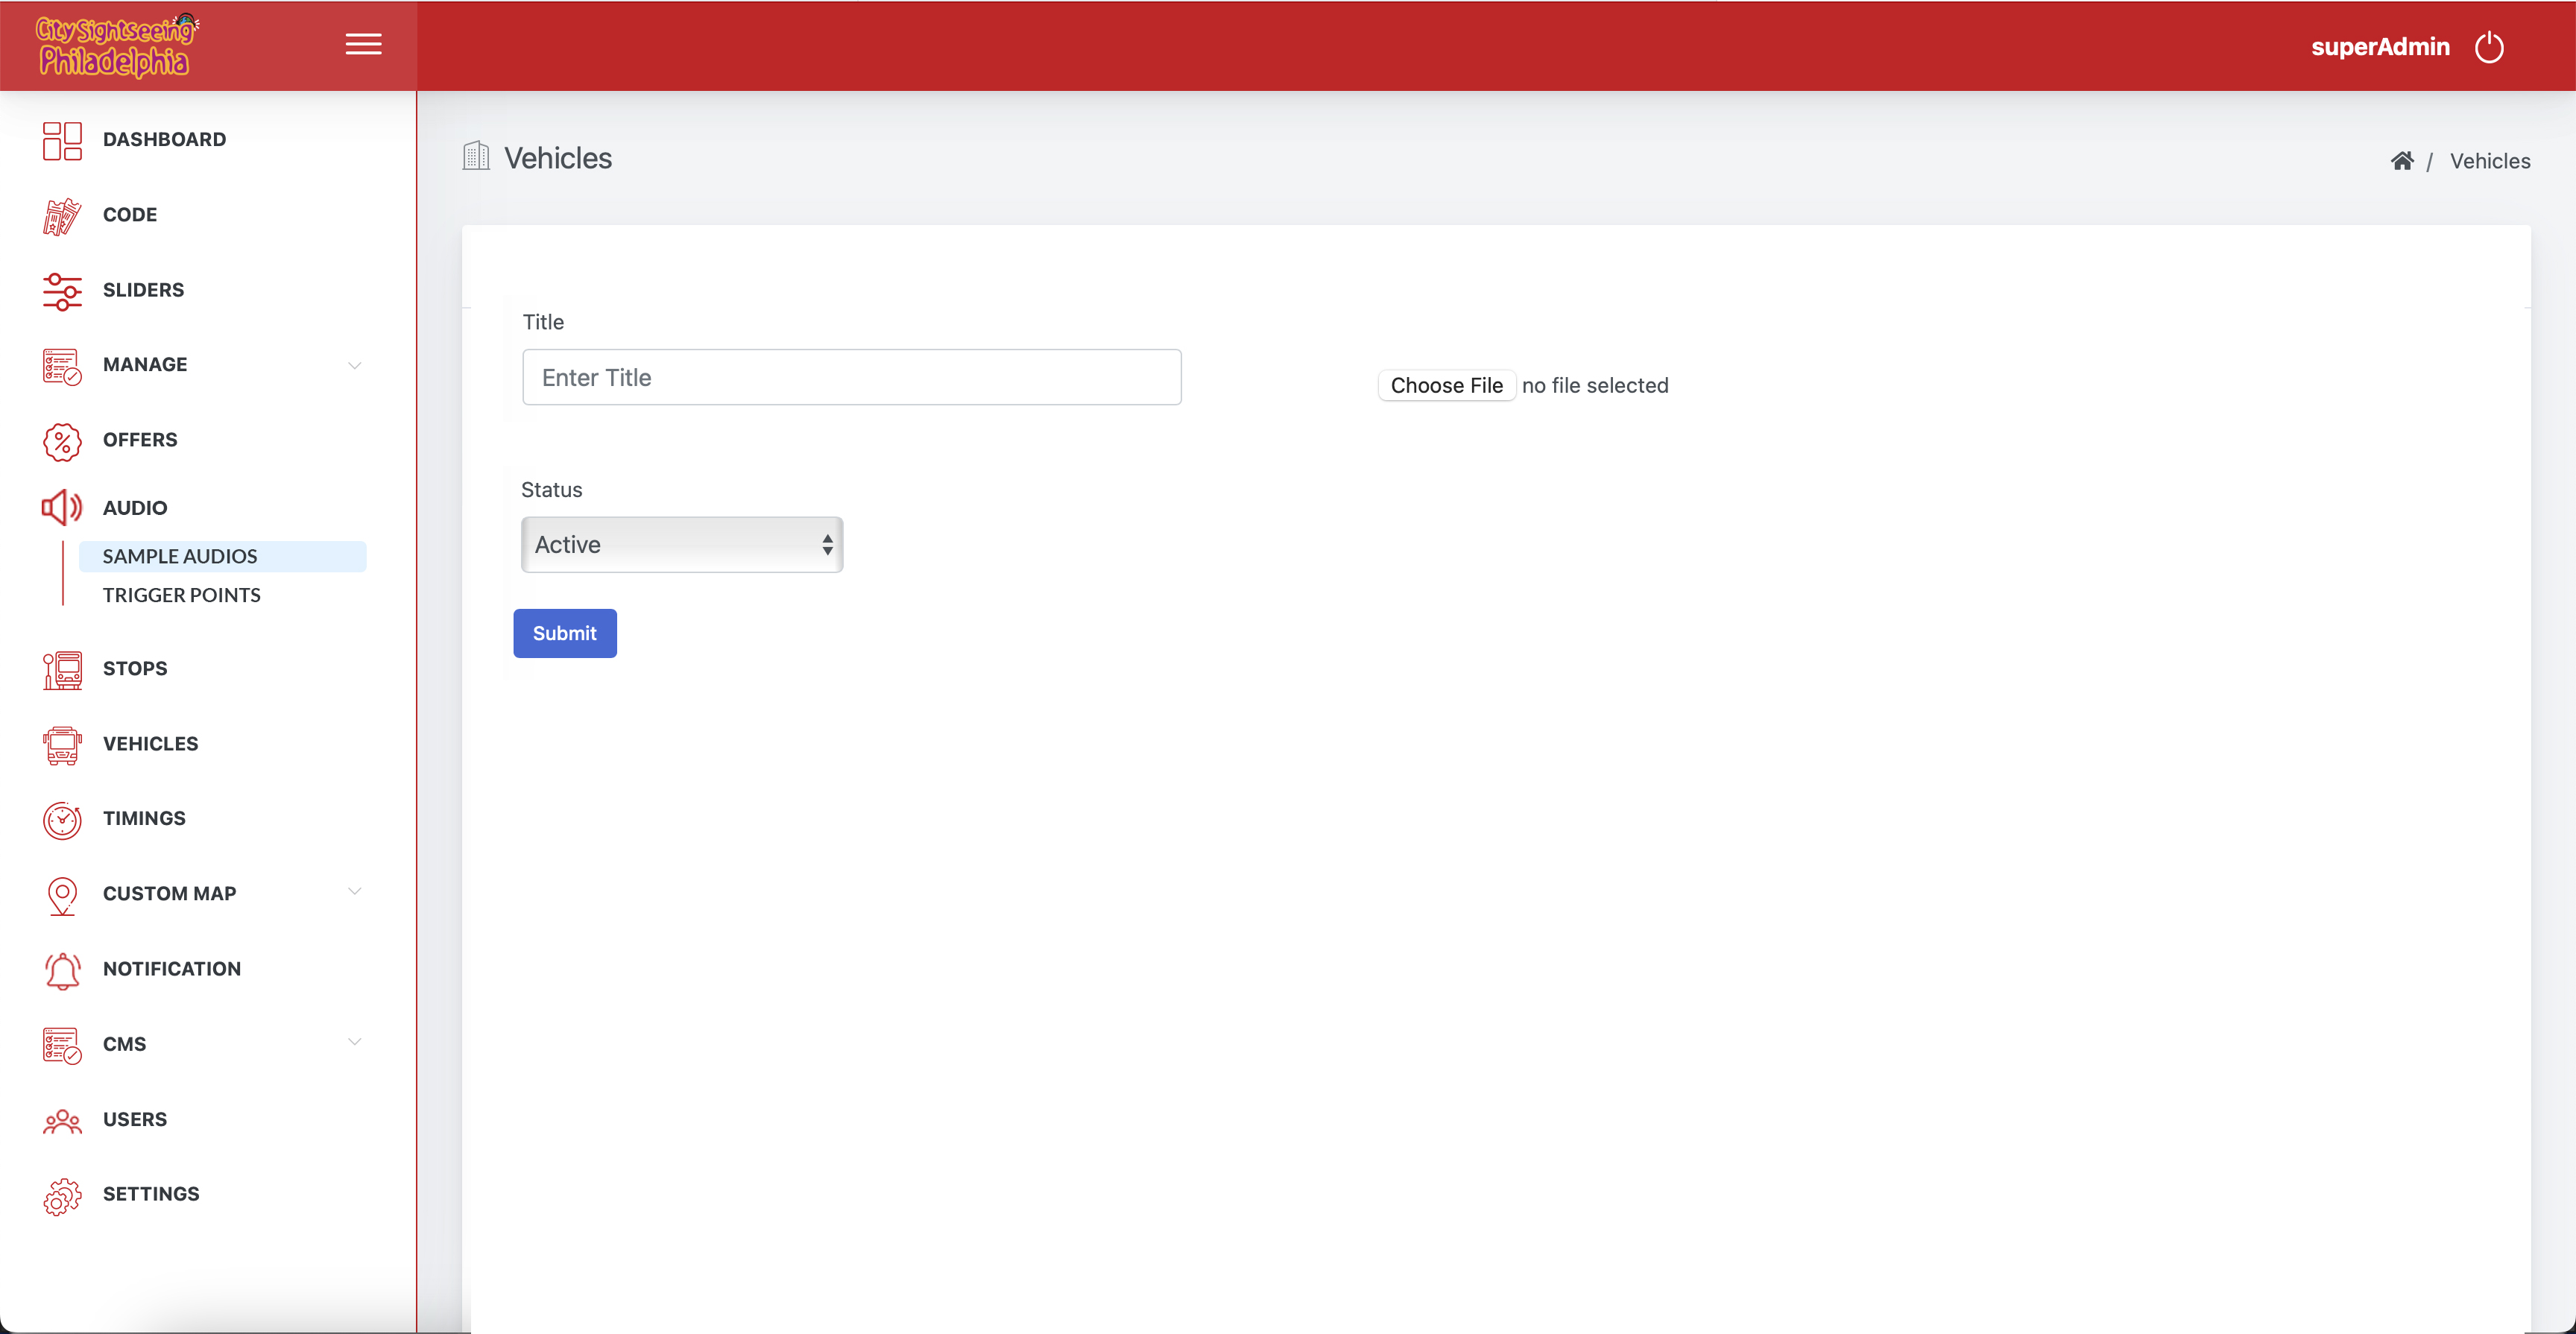 City Sightseeing
Philadelphia
superAdmin
DASHBOARD
CODE
SLIDERS
MANAGE
OFFERS
AUDIO
SAMPLE AUDIOS
TRIGGER POINTS
STOPS
VEHICLES
TIMINGS
CUSTOM MAP
NOTIFICATION
CMS
USERS
SETTINGS
Vehicles
/ Vehicles
Title
Enter Title
Choose File no file selected
Status
Active
Submit